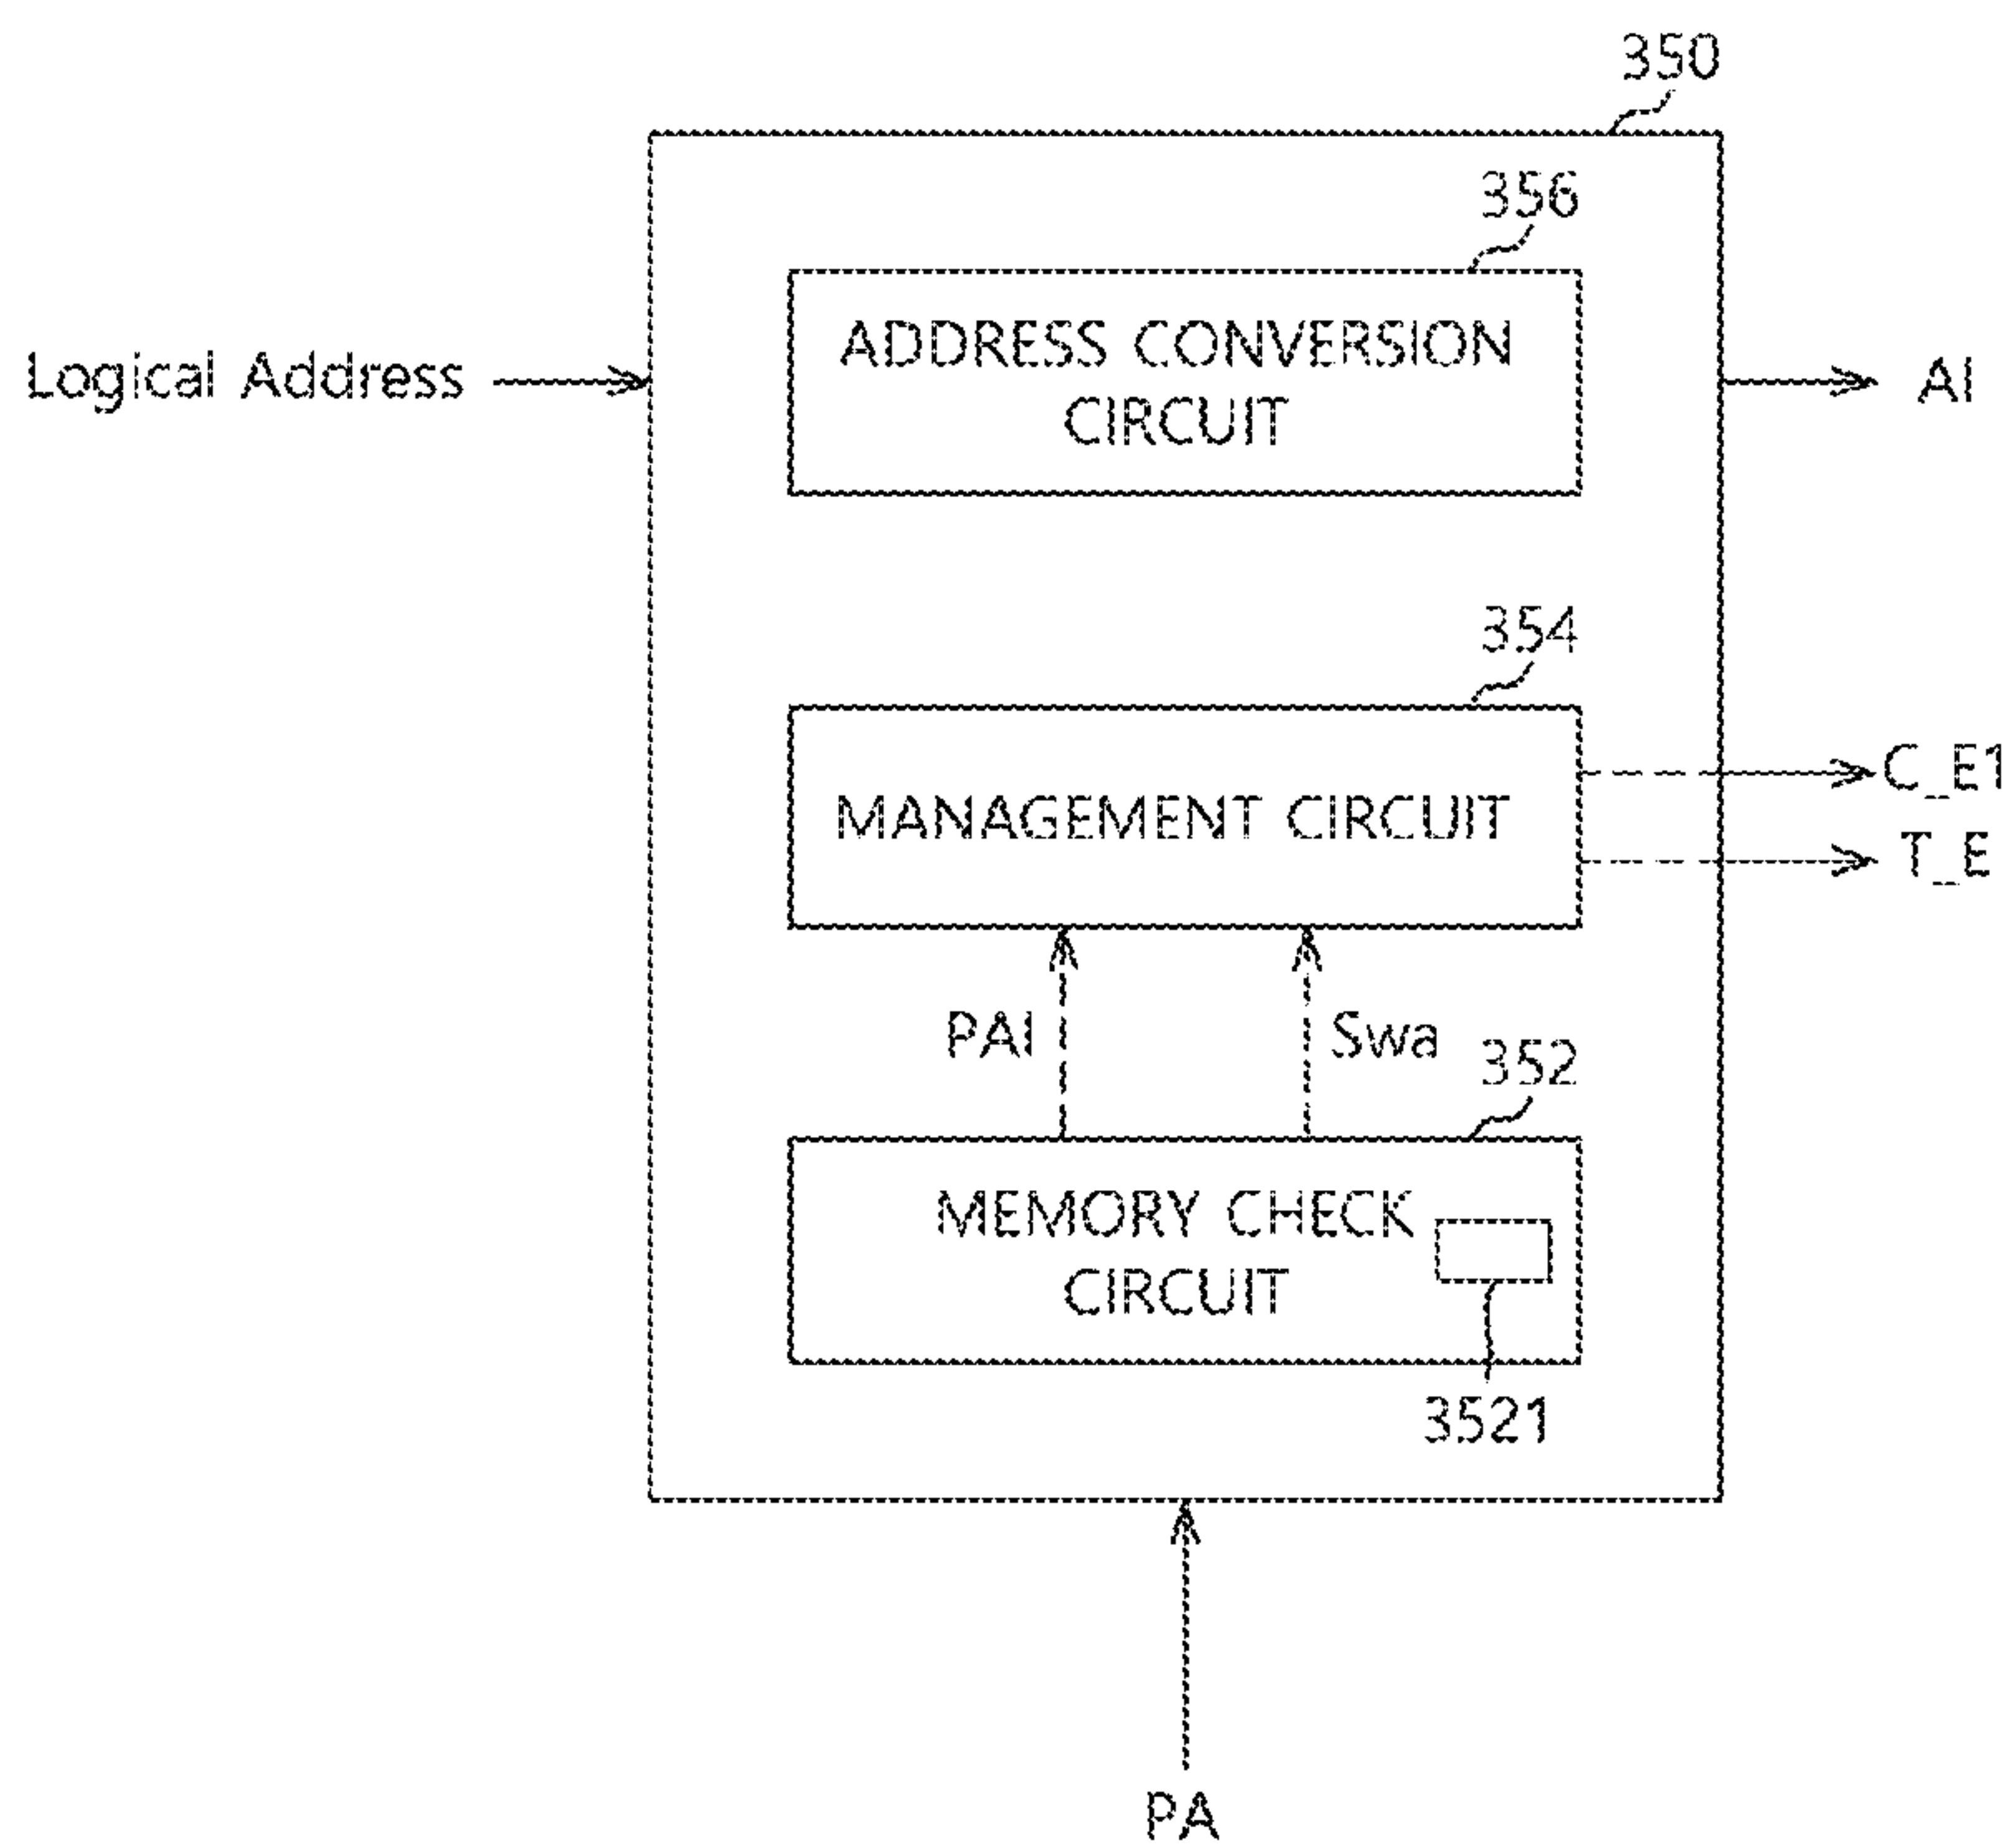 350
356
ADDRESS CONVERSION
CIRCUIT
Logical Address
AI
354
MANAGEMENT CIRCUIT
C_E1
T_E
PAI
Swa
352
MEMORY CHECK
CIRCUIT
3521
PA